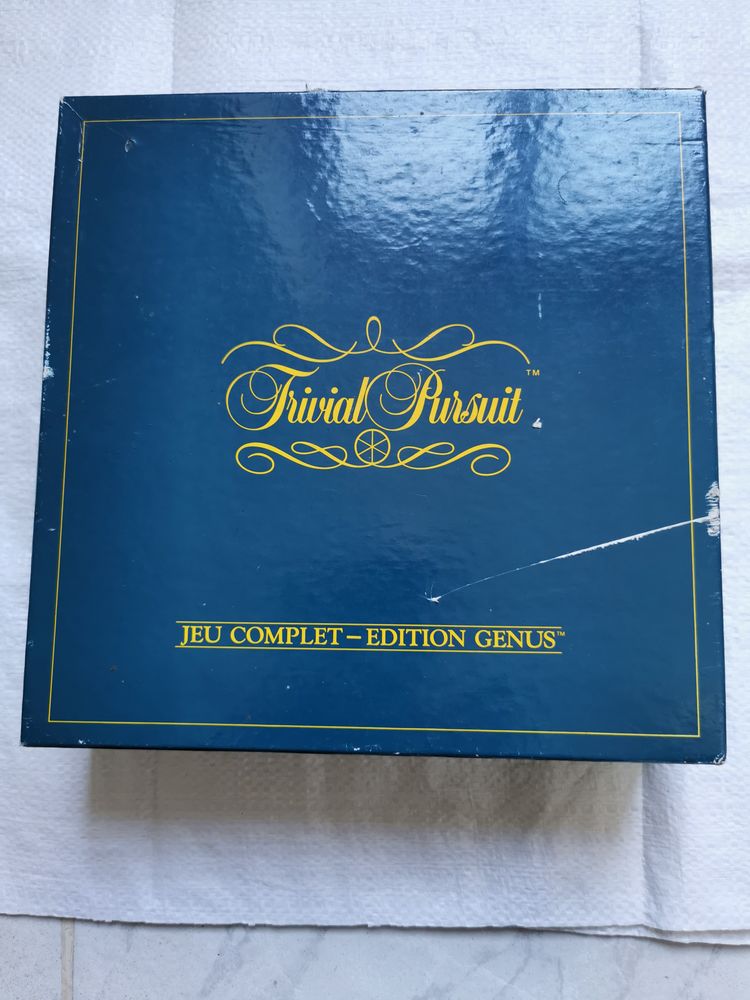 Trivial Pursuit™
JEU COMPLET – EDITION GENUS™